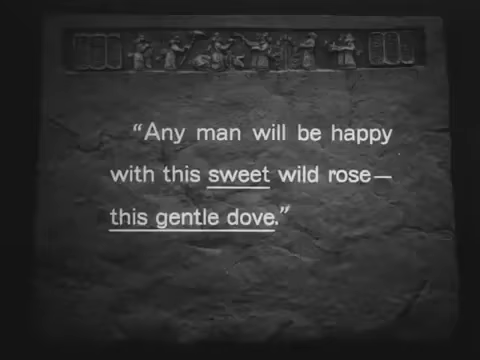 “Any man will be happy
with this sweet wild rose—
this gentle dove.”